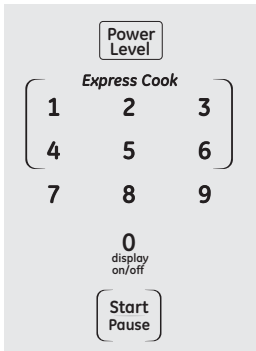 Power
Level
Express Cook
1 2 3
4 5 6
7 8 9
0
display
on/off
Start
Pause